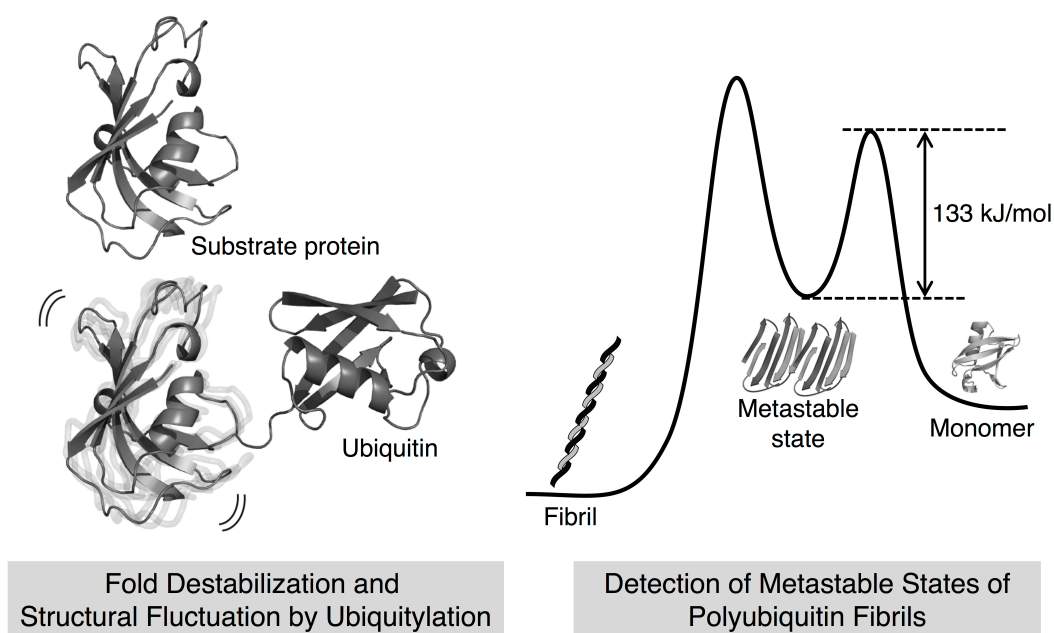 Substrate protein
Ubiquitin
Fold Destabilization and
Structural Fluctuation by Ubiquitylation
133 kJ/mol
Metastable
state
Monomer
Fibril
Detection of Metastable States of
Polyubiquitin Fibrils